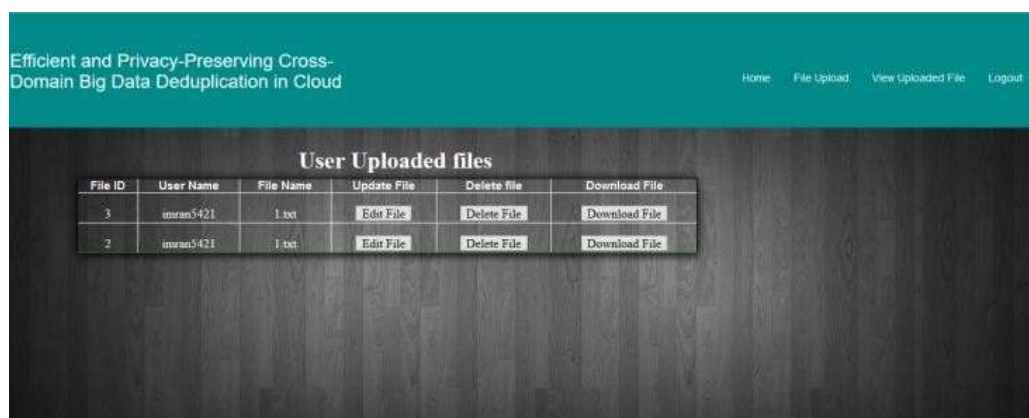 Efficient and Privacy-Preserving Cross-
Domain Big Data Deduplication in Cloud
Home File Upload View Uploaded File Logout
User Uploaded files
File ID User Name File Name Update File Delete file Download File
3 imran5421 1.txt Edit File Delete File Download File
2 imran5421 1.txt Edit File Delete File Download File